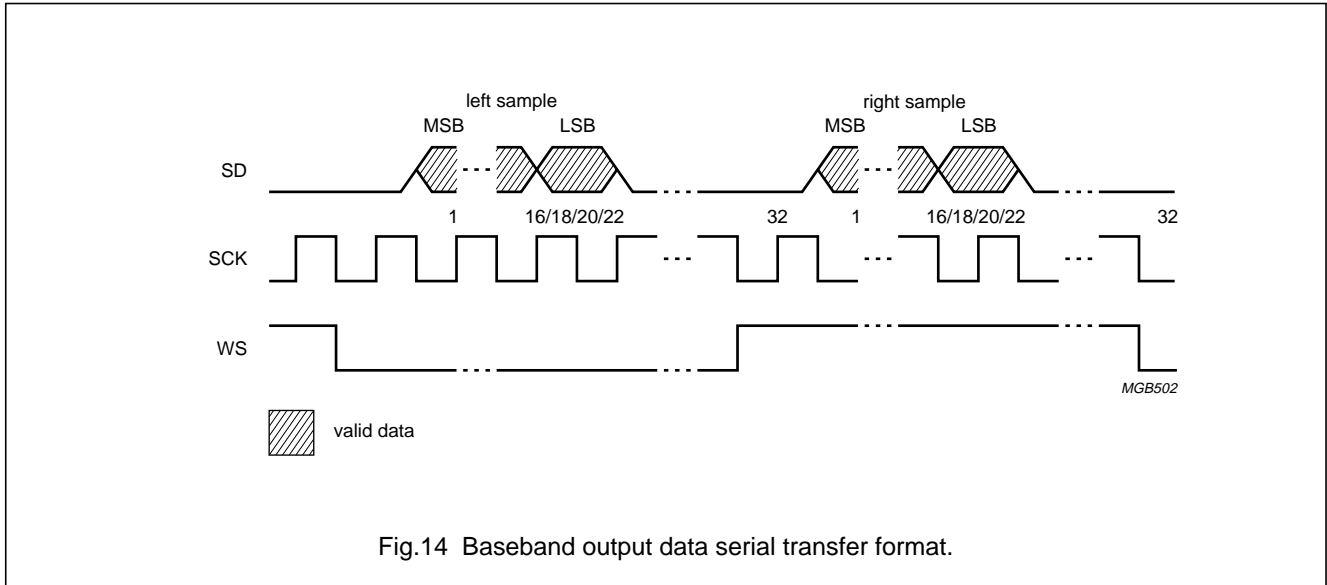 left sample right sample
MSB LSB MSB LSB
SD
1 16/18/20/22 32 1 16/18/20/22 32
SCK
WS
MGB502
valid data
Fig.14 Baseband output data serial transfer format.